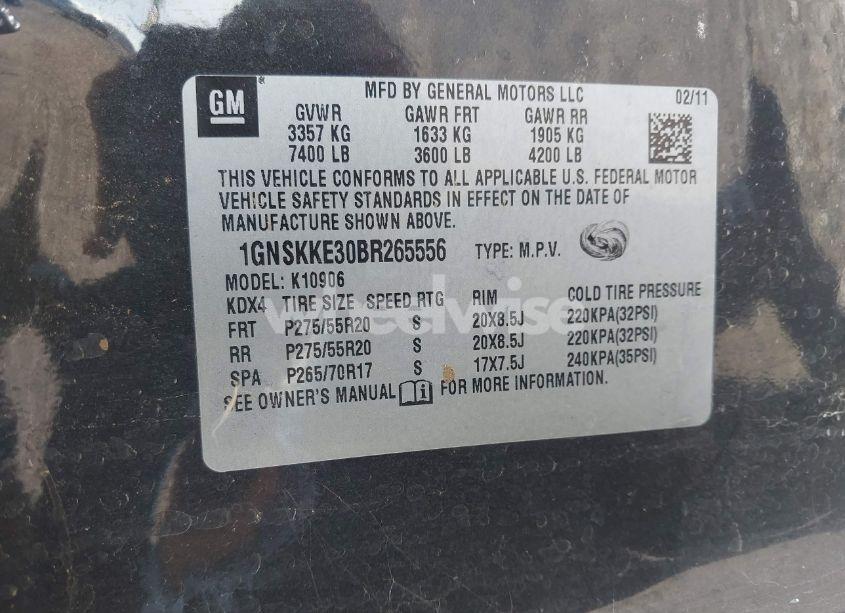 GM
MFD BY GENERAL MOTORS LLC 02/11
GVWR GAWR FRT GAWR RR
3357 KG 1633 KG 1905 KG
7400 LB 3600 LB 4200 LB
THIS VEHICLE CONFORMS TO ALL APPLICABLE U.S. FEDERAL MOTOR
VEHICLE SAFETY STANDARDS IN EFFECT ON THE DATE OF
MANUFACTURE SHOWN ABOVE.
1GNSKKE30BR265556 TYPE: M.P.V.
MODEL: K10906
KDX4 TIRE SIZE SPEED RTG RIM COLD TIRE PRESSURE
FRT P275/55R20 S 20X8.5J 220KPA(32PSI)
RR P275/55R20 S 20X8.5J 220KPA(32PSI)
SPA P265/70R17 S 17X7.5J 240KPA(35PSI)
SEE OWNER'S MANUAL i FOR MORE INFORMATION.
wheelwise